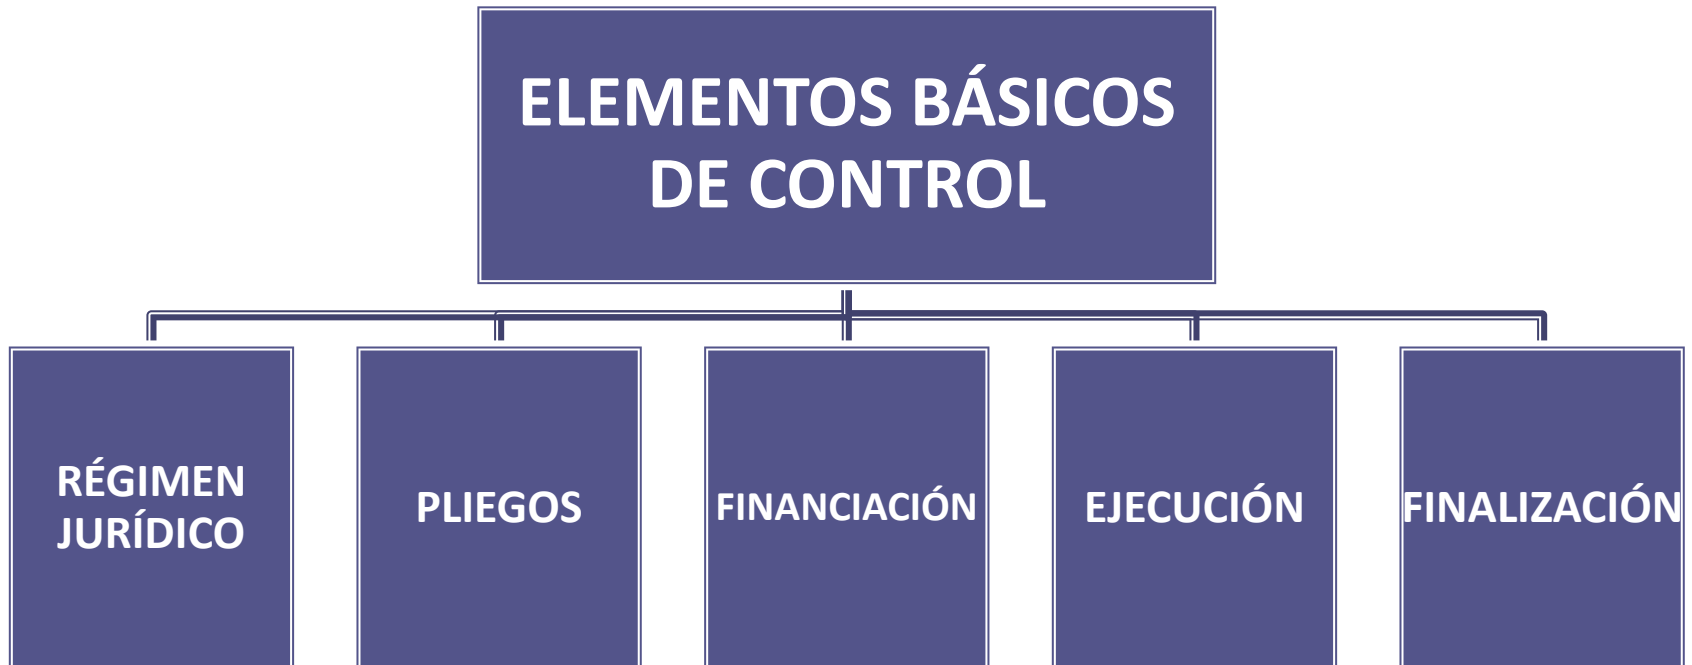 ELEMENTOS BÁSICOS
DE CONTROL
RÉGIMEN
JURÍDICO
PLIEGOS
FINANCIACIÓN
EJECUCIÓN
FINALIZACIÓN